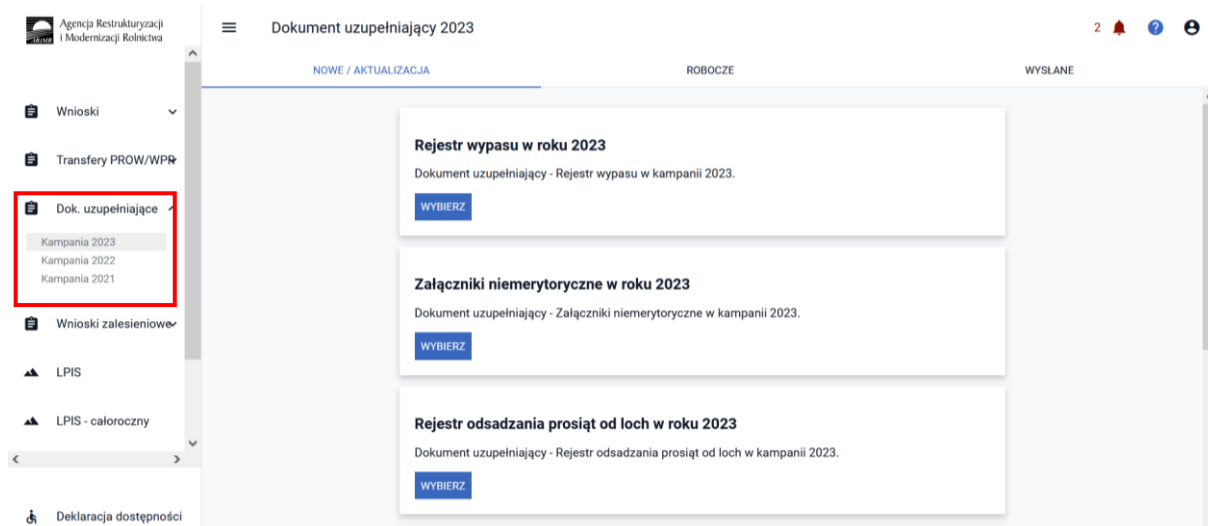 Agencja Restrukturyzacji
i Modernizacji Rolnictwa
ARiMR
Wnioski
Transfery PROW/WPR
Dok. uzupełniające
Kampania 2023
Kampania 2022
Kampania 2021
Wnioski zalesieniowe
LPIS
LPIS - całoroczny
Deklaracja dostępności
Dokument uzupełniający 2023
2
NOWE / AKTUALIZACJA
ROBOCZE
WYSŁANE
Rejestr wypasu w roku 2023
Dokument uzupełniający - Rejestr wypasu w kampanii 2023.
WYBIERZ
Załączniki niemerytoryczne w roku 2023
Dokument uzupełniający - Załączniki niemerytoryczne w kampanii 2023.
WYBIERZ
Rejestr odsadzania prosiąt od loch w roku 2023
Dokument uzupełniający - Rejestr odsadzania prosiąt od loch w kampanii 2023.
WYBIERZ